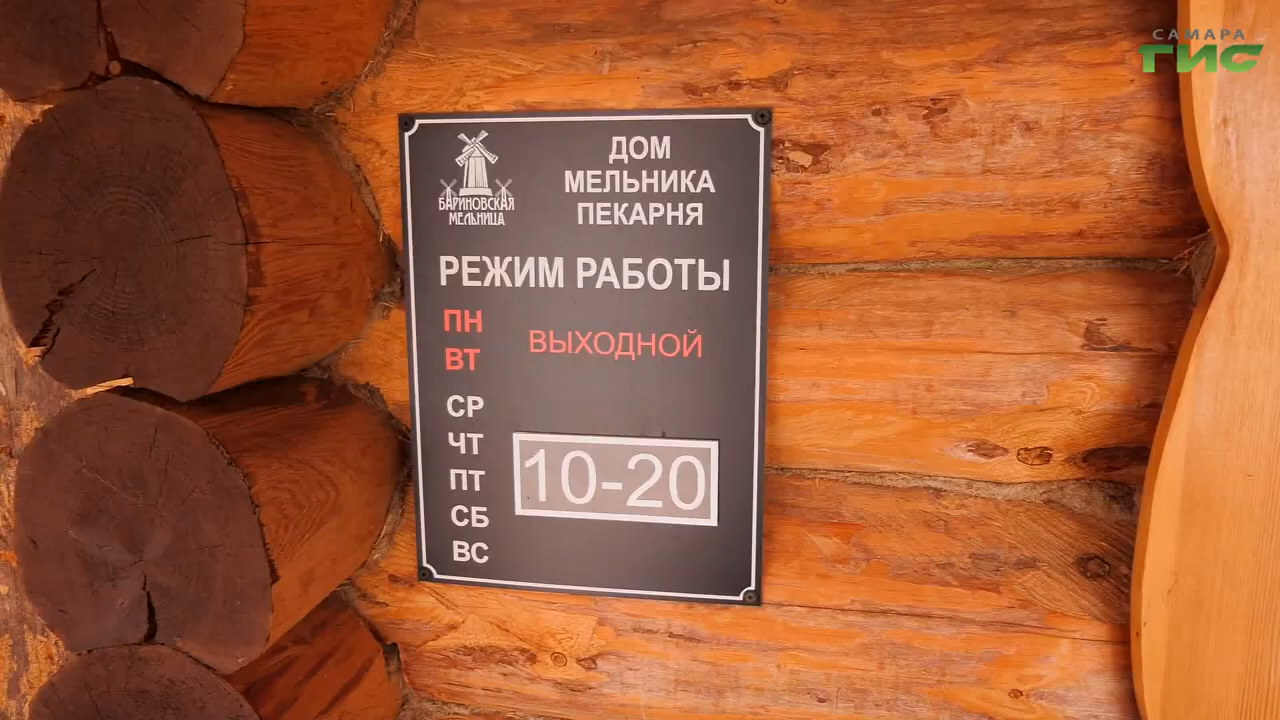 САМАРА
ГИС
БАРИНОВСКАЯ
МЕЛЬНИЦА
ДОМ
МЕЛЬНИКА
ПЕКАРНЯ
РЕЖИМ РАБОТЫ
ПН
ВТ
ВЫХОДНОЙ
СР
ЧТ
ПТ
СБ
ВС
10-20